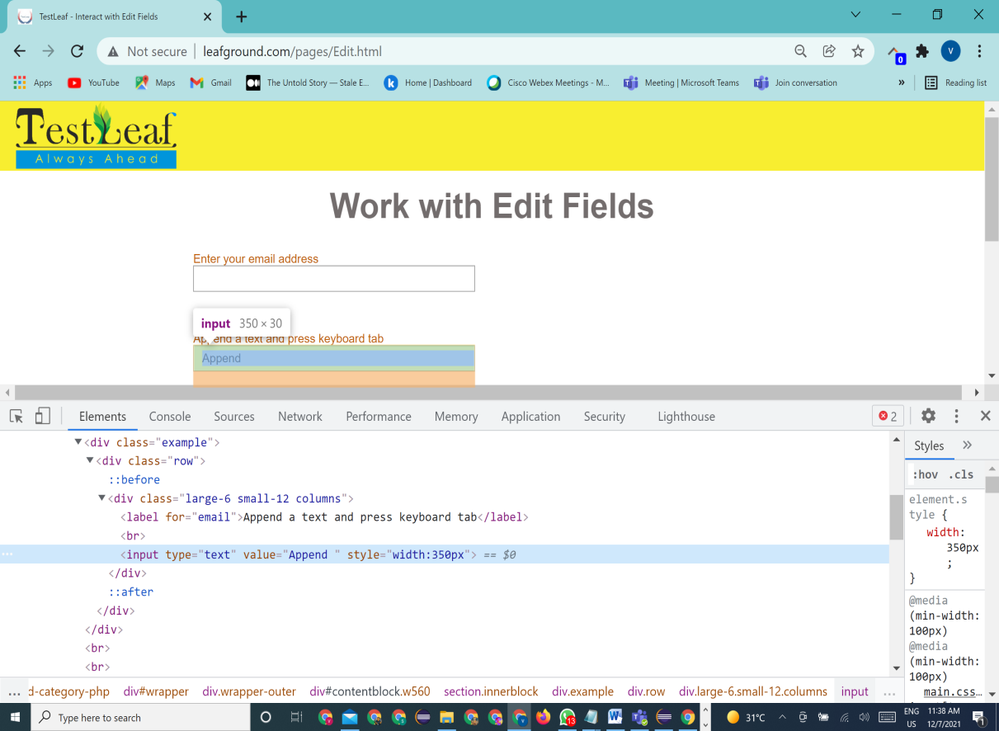 TestLeaf - Interact with Edit Fields
Not secure | leafground.com/pages/Edit.html
V
0
Apps YouTube Maps Gmail The Untold Story — Stale E... Home | Dashboard Cisco Webex Meetings - M... Meeting | Microsoft Teams Join conversation » Reading list
TestLeaf
Always Ahead
Work with Edit Fields
Enter your email address
input 350 × 30
Append a text and press keyboard tab
Append
Elements Console Sources Network Performance Memory Application Security Lighthouse 2
<div class="example">
<div class="row">
::before
<div class="large-6 small-12 columns">
<label for="email">Append a text and press keyboard tab</label>
<br>
<input type="text" value="Append " style="width:350px"> == $0
</div>
::after
</div>
</div>
<br>
<br>
Styles »
:hov .cls
element.s
tyle {
width:
350px
;
}
@media
(min-width:
100px)
@media
(min-width:
100px)
main.css…
... d-category-php div#wrapper div.wrapper-outer div#contentblock.w560 section.innerblock div.example div.row div.large-6.small-12.columns input ...
Type here to search
13
31°C
ENG
US
11:38 AM
12/7/2021
1